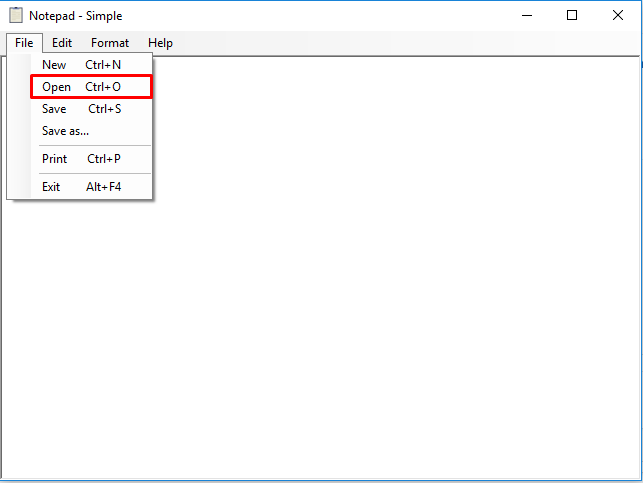 Notepad - Simple
File Edit Format Help
New Ctrl+N
Open Ctrl+O
Save Ctrl+S
Save as...
Print Ctrl+P
Exit Alt+F4